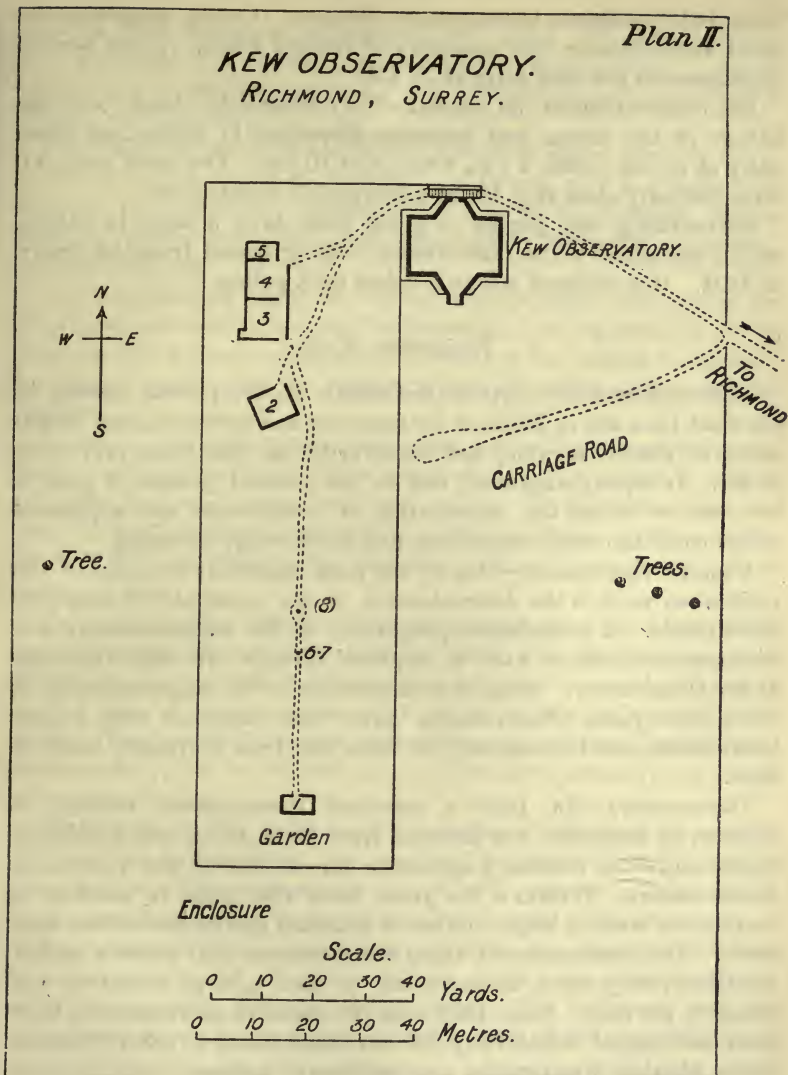 Plan II.
KEW OBSERVATORY.
RICHMOND, SURREY.
5
4
3
2
KEW OBSERVATORY.
N
W E
S
TO
RICHMOND
CARRIAGE ROAD
Tree.
Trees.
(8)
6·7
1
Garden
Enclosure
Scale.
0 10 20 30 40 Yards.
0 10 20 30 40 Metres.